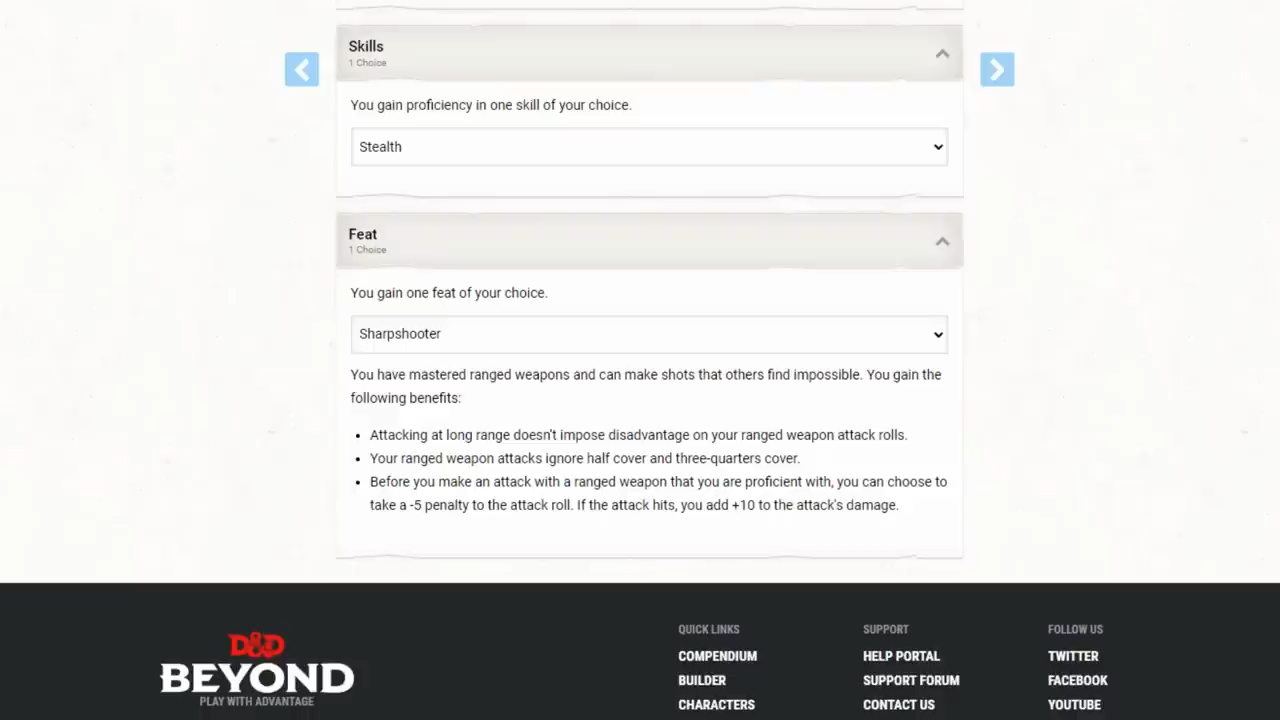 Skills
1 Choice
You gain proficiency in one skill of your choice.
Stealth
Feat
1 Choice
You gain one feat of your choice.
Sharpshooter
You have mastered ranged weapons and can make shots that others find impossible. You gain the
following benefits:
• Attacking at long range doesn't impose disadvantage on your ranged weapon attack rolls.
• Your ranged weapon attacks ignore half cover and three-quarters cover.
• Before you make an attack with a ranged weapon that you are proficient with, you can choose to
take a -5 penalty to the attack roll. If the attack hits, you add +10 to the attack's damage.
D&D
BEYOND
PLAY WITH ADVANTAGE
QUICK LINKS
COMPENDIUM
BUILDER
CHARACTERS
SUPPORT
HELP PORTAL
SUPPORT FORUM
CONTACT US
FOLLOW US
TWITTER
FACEBOOK
YOUTUBE